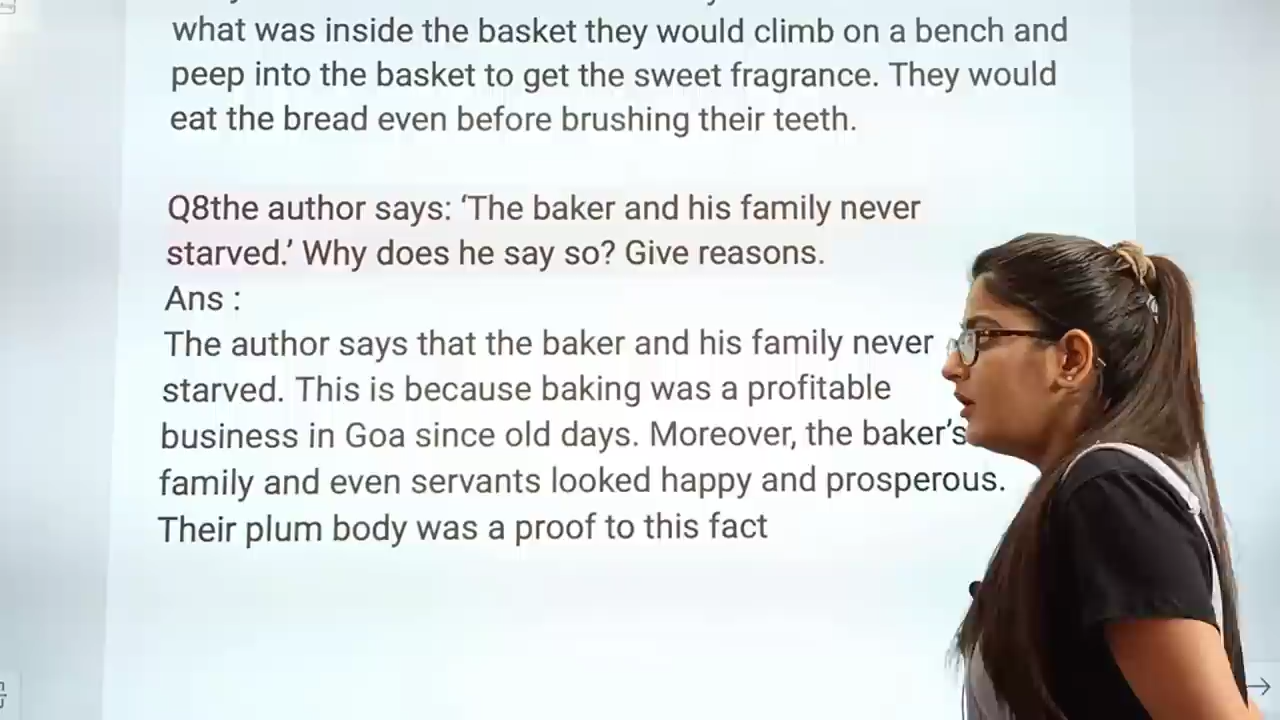 what was inside the basket they would climb on a bench and
peep into the basket to get the sweet fragrance. They would
eat the bread even before brushing their teeth.
Q8the author says: ‘The baker and his family never
starved.’ Why does he say so? Give reasons.
Ans :
The author says that the baker and his family never
starved. This is because baking was a profitable
business in Goa since old days. Moreover, the baker’s
family and even servants looked happy and prosperous.
Their plum body was a proof to this fact